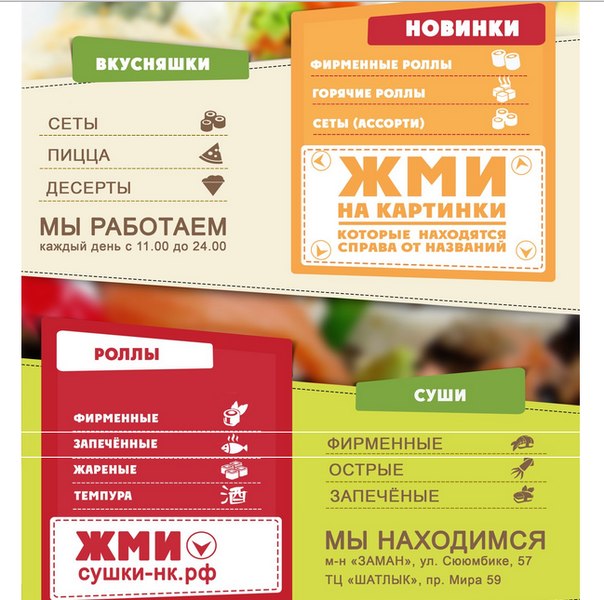 ВКУСНЯШКИ
СЕТЫ
ПИЦЦА
ДЕСЕРТЫ
МЫ РАБОТАЕМ
каждый день с 11.00 до 24.00
НОВИНКИ
ФИРМЕННЫЕ РОЛЛЫ
ГОРЯЧИЕ РОЛЛЫ
СЕТЫ (АССОРТИ)
ЖМИ
НА КАРТИНКИ
КОТОРЫЕ НАХОДЯТСЯ
СПРАВА ОТ НАЗВАНИЙ
РОЛЛЫ
ФИРМЕННЫЕ
ЗАПЕЧЁННЫЕ
ЖАРЕНЫЕ
ТЕМПУРА
酒
ЖМИ
сушки-нк.рф
СУШИ
ФИРМЕННЫЕ
ОСТРЫЕ
ЗАПЕЧЁНЫЕ
МЫ НАХОДИМСЯ
м-н «ЗАМАН», ул. Сююмбике, 57
ТЦ «ШАТЛЫК», пр. Мира 59